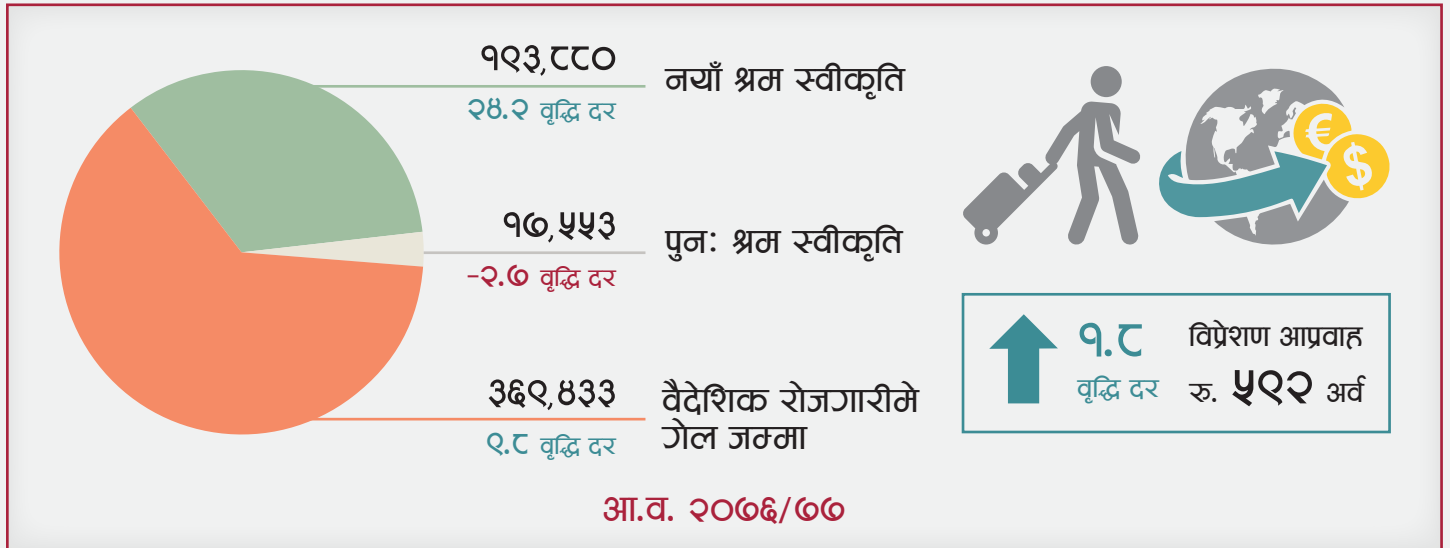 १९३,८८०
२४.२ वृद्धि दर
नयाँ श्रम स्वीकृति
१७,५५३
-२.७ वृद्धि दर
पुनः श्रम स्वीकृति
३६९,४३३
९.८ वृद्धि दर
वैदेशिक रोजगारीमे
गेल जम्मा
€
$
१.८
वृद्धि दर
विप्रेशण आप्रवाह
रु. ५९२ अर्व
आ.व. २०७६/७७